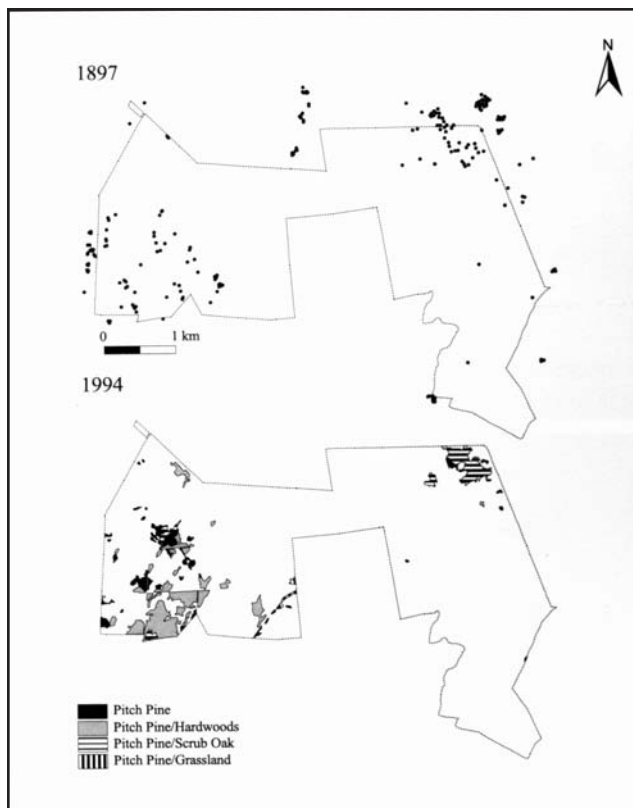 N
1897
0
1 km
1994
Pitch Pine
Pitch Pine/Hardwoods
Pitch Pine/Scrub Oak
Pitch Pine/Grassland